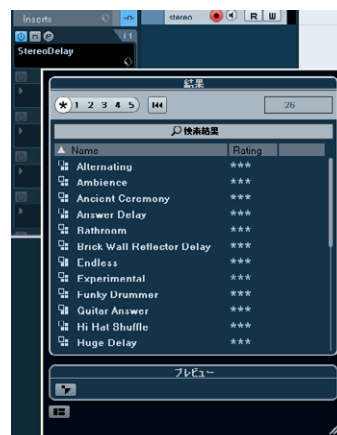 Inserts
stereo R W
e i 1
StereoDelay
結果
* 1 2 3 4 5 26
検索結果
Name Rating
Alternating ***
Ambience ***
Ancient Ceremony ***
Answer Delay ***
Bathroom ***
Brick Wall Reflector Delay ***
Endless ***
Experimental ***
Funky Drummer ***
Guitar Answer ***
Hi Hat Shuffle ***
Huge Delay ***
プレビュー